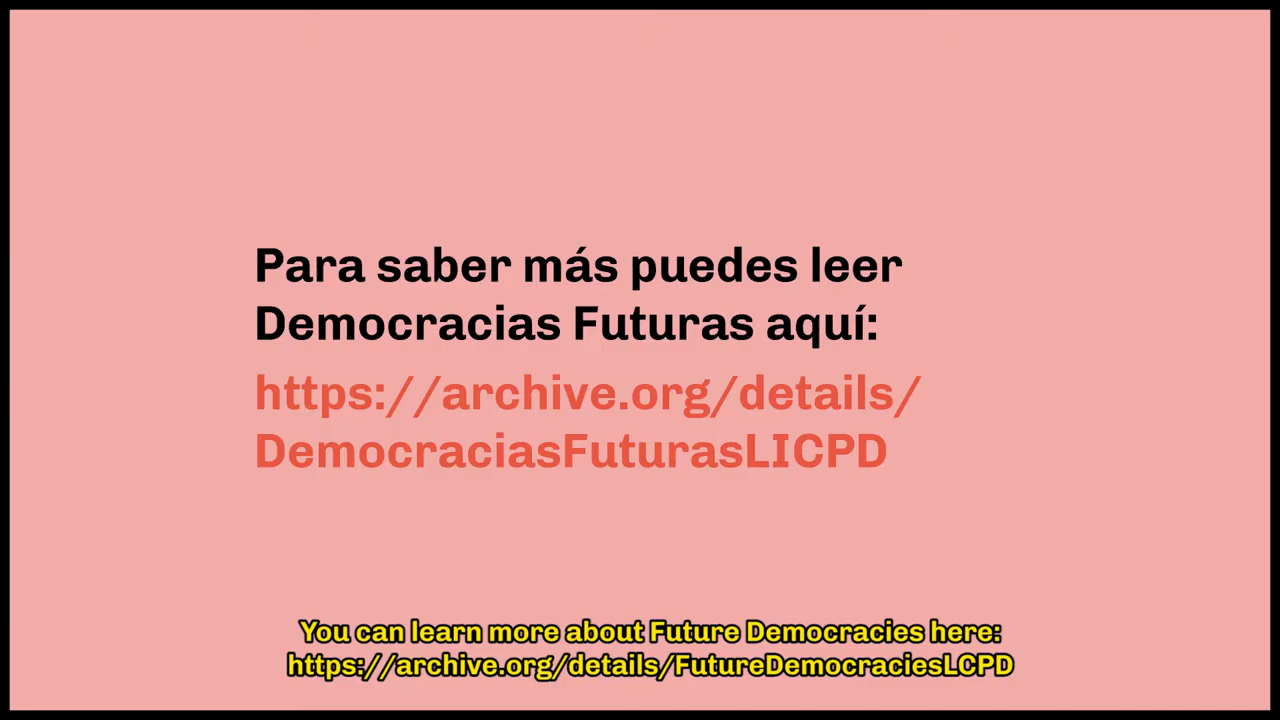 Para saber más puedes leer
Democracias Futuras aquí:
https://archive.org/details/
DemocraciasFuturasLICPD
You can learn more about Future Democracies here:
https://archive.org/details/FutureDemocraciesLCPD